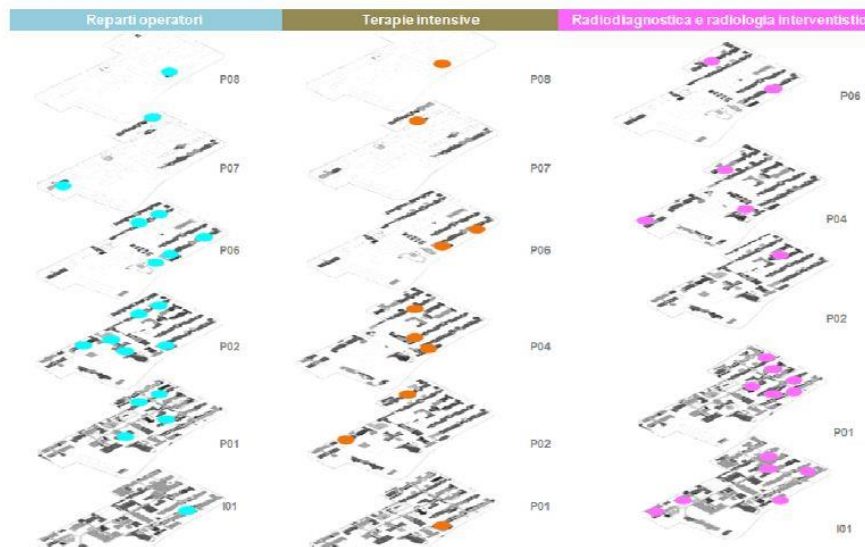 Reparti operatori
Terapie intensive
Radiodiagnostica e radiologia interventistic
P08
P07
P06
P02
P01
I01
P08
P07
P06
P04
P02
P01
P06
P04
P02
P01
I01